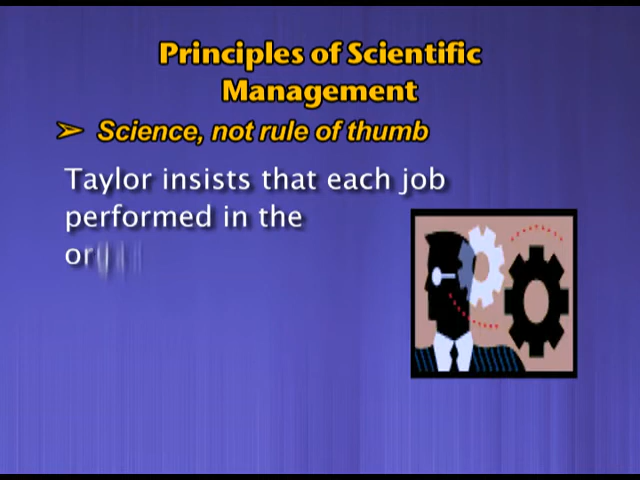 Principles of Scientific
Management
➢ Science, not rule of thumb
Taylor insists that each job
performed in the